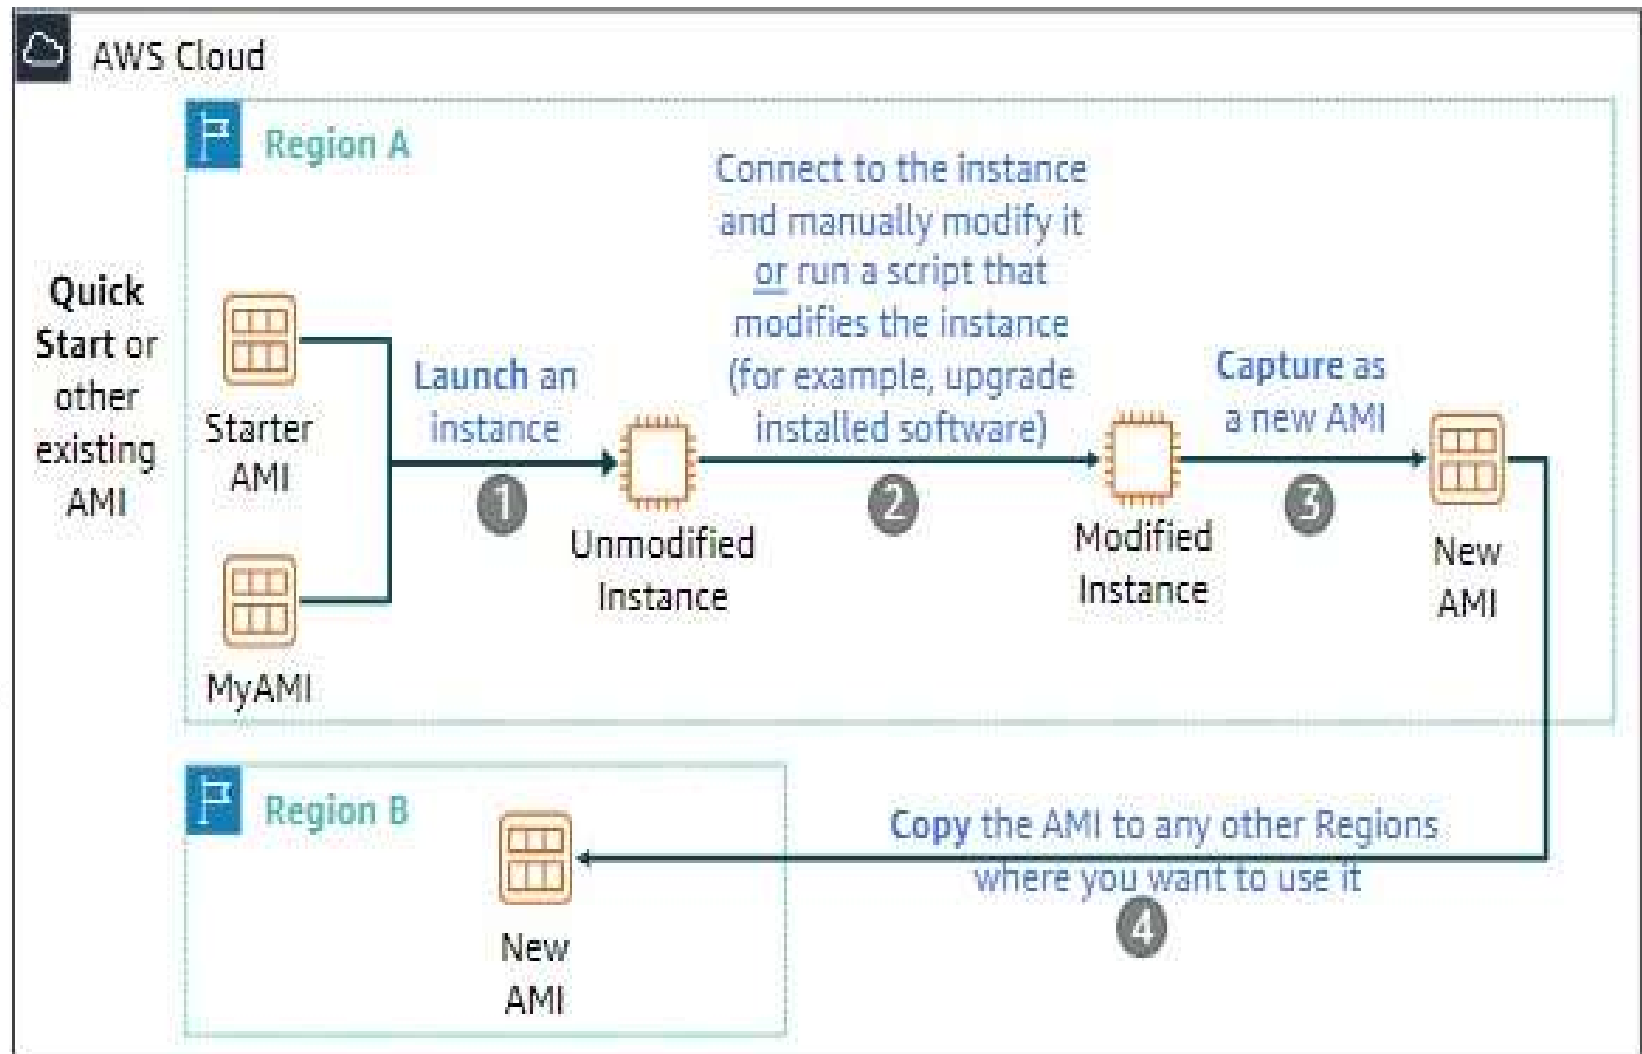 AWS Cloud
Region A
Quick
Start or
other
existing
AMI
Starter
AMI
MyAMI
Launch an
instance
1
Unmodified
Instance
Connect to the instance
and manually modify it
or run a script that
modifies the instance
(for example, upgrade
installed software)
2
Modified
Instance
Capture as
a new AMI
3
New
AMI
Region B
New
AMI
Copy the AMI to any other Regions
where you want to use it
4